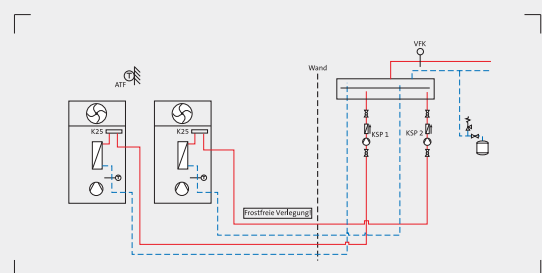 VFK
Wand
ATF
K25
K25
KSP 1
KSP 2
Frostfreie Verlegung!